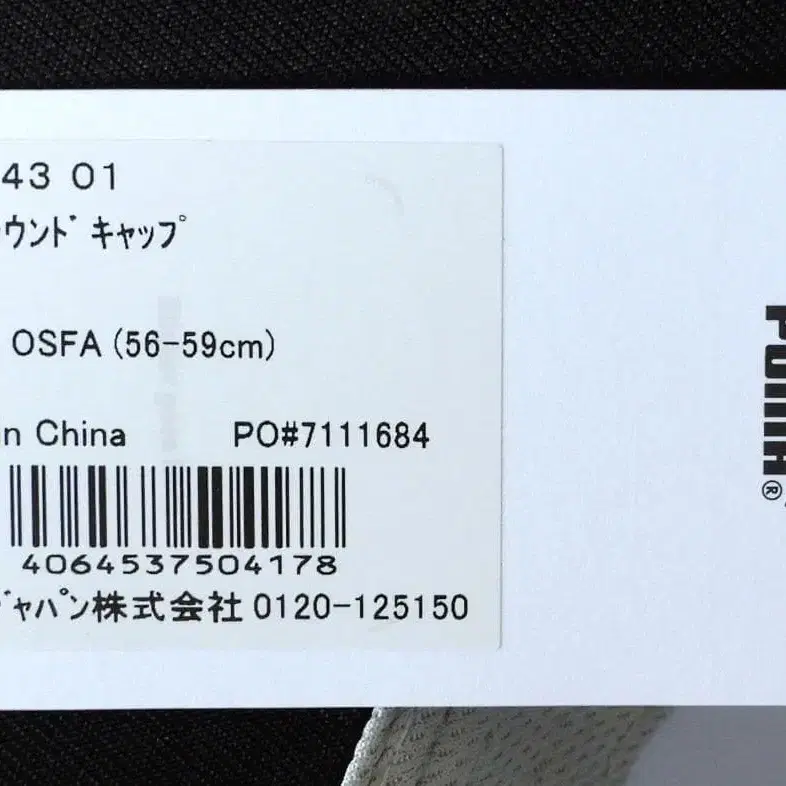 43 01
ｳﾝﾄﾞ ｷｬｯﾌﾟ
OSFA (56-59cm)
n China PO#7111684
4064537504178
ｬﾊﾟﾝ株式会社 0120-125150
PUMA®